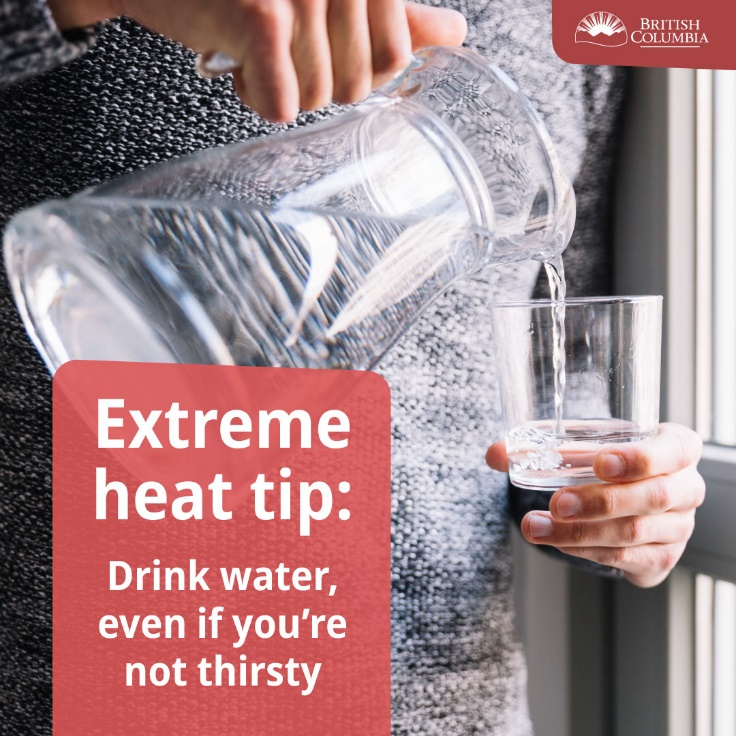 BRITISH
COLUMBIA
Extreme
heat tip:
Drink water,
even if you're
not thirsty